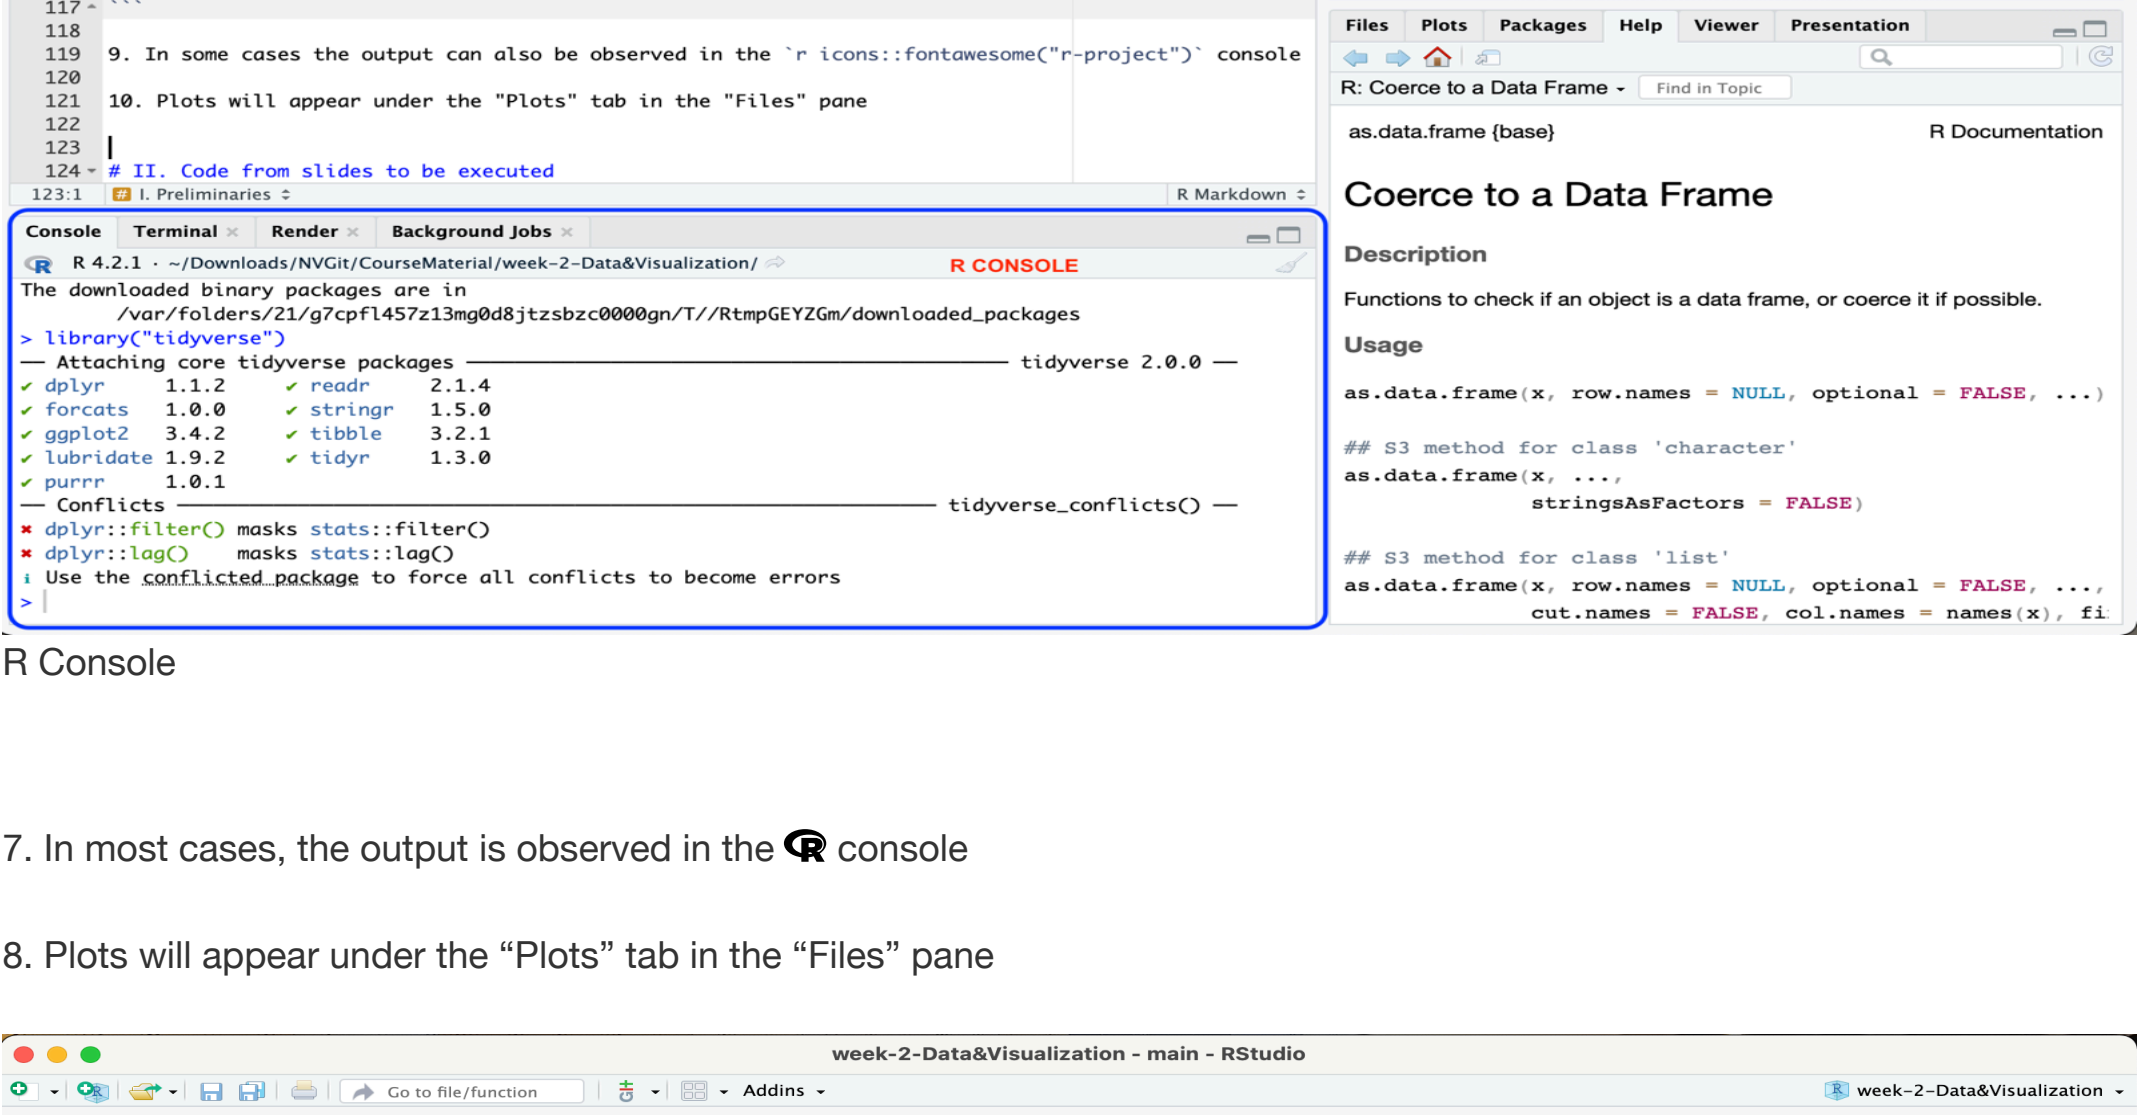 117 ```
118
119 9. In some cases the output can also be observed in the `r icons::fontawesome("r-project")` console
120
121 10. Plots will appear under the "Plots" tab in the "Files" pane
122
123
124 # II. Code from slides to be executed
123:1 # I. Preliminaries R Markdown
Console Terminal Render Background Jobs
R 4.2.1 · ~/Downloads/NVGit/CourseMaterial/week-2-Data&Visualization/ R CONSOLE
The downloaded binary packages are in
/var/folders/21/g7cpfl457z13mg0d8jtzsbzc0000gn/T//RtmpGEYZGm/downloaded_packages
> library("tidyverse")
── Attaching core tidyverse packages ── tidyverse 2.0.0 ──
✔ dplyr 1.1.2 ✔ readr 2.1.4
✔ forcats 1.0.0 ✔ stringr 1.5.0
✔ ggplot2 3.4.2 ✔ tibble 3.2.1
✔ lubridate 1.9.2 ✔ tidyr 1.3.0
✔ purrr 1.0.1
── Conflicts ── tidyverse_conflicts() ──
✖ dplyr::filter() masks stats::filter()
✖ dplyr::lag() masks stats::lag()
ℹ Use the conflicted package to force all conflicts to become errors
>
Files Plots Packages Help Viewer Presentation
R: Coerce to a Data Frame Find in Topic
as.data.frame {base} R Documentation
Coerce to a Data Frame
Description
Functions to check if an object is a data frame, or coerce it if possible.
Usage
as.data.frame(x, row.names = NULL, optional = FALSE, ...)
## S3 method for class 'character'
as.data.frame(x, ...,
stringsAsFactors = FALSE)
## S3 method for class 'list'
as.data.frame(x, row.names = NULL, optional = FALSE, ...,
cut.names = FALSE, col.names = names(x), fi
R Console
7. In most cases, the output is observed in the R console
8. Plots will appear under the “Plots” tab in the “Files” pane
week-2-Data&Visualization - main - RStudio
Go to file/function Addins week-2-Data&Visualization